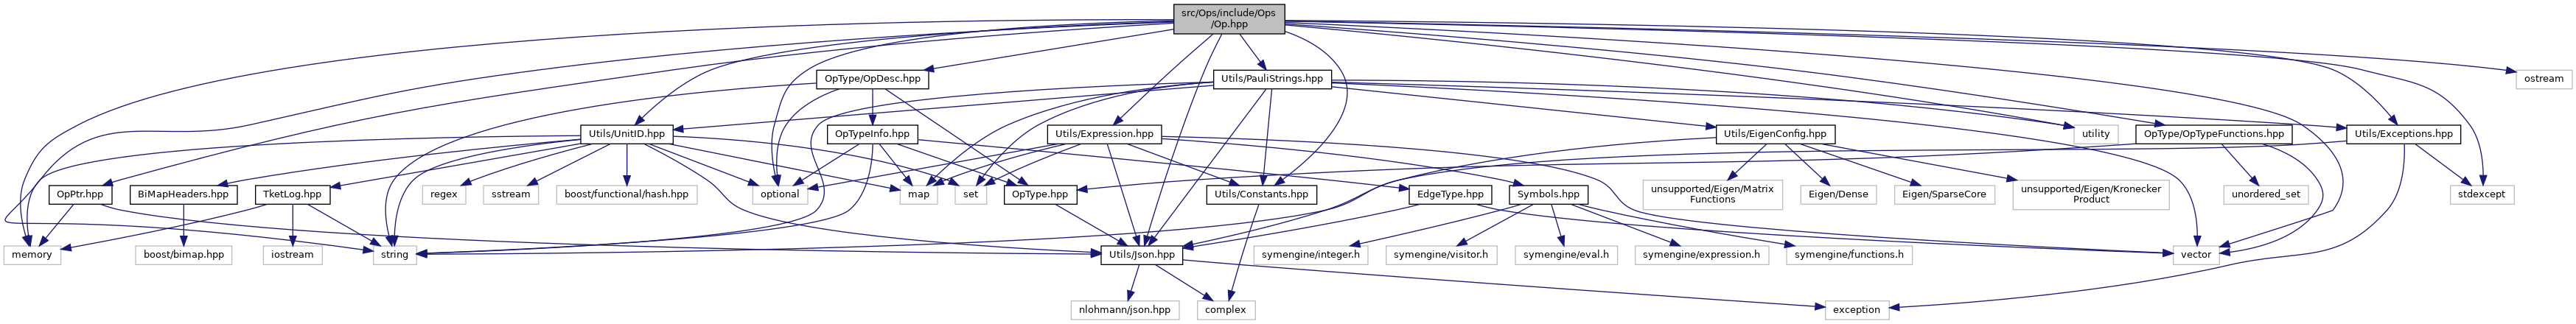 src/Ops/include/Ops
/Op.hpp
ostream
OpType/OpDesc.hpp
Utils/PauliStrings.hpp
Utils/UnitID.hpp
OpTypeInfo.hpp
Utils/Expression.hpp
Utils/EigenConfig.hpp
utility
OpType/OpTypeFunctions.hpp
Utils/Exceptions.hpp
OpPtr.hpp
BiMapHeaders.hpp
TketLog.hpp
regex
sstream
boost/functional/hash.hpp
optional
map
set
OpType.hpp
Utils/Constants.hpp
EdgeType.hpp
Symbols.hpp
unsupported/Eigen/Matrix
Functions
Eigen/Dense
Eigen/SparseCore
unsupported/Eigen/Kronecker
Product
unordered_set
stdexcept
memory
boost/bimap.hpp
iostream
string
Utils/Json.hpp
symengine/integer.h
symengine/visitor.h
symengine/eval.h
symengine/expression.h
symengine/functions.h
vector
nlohmann/json.hpp
complex
exception